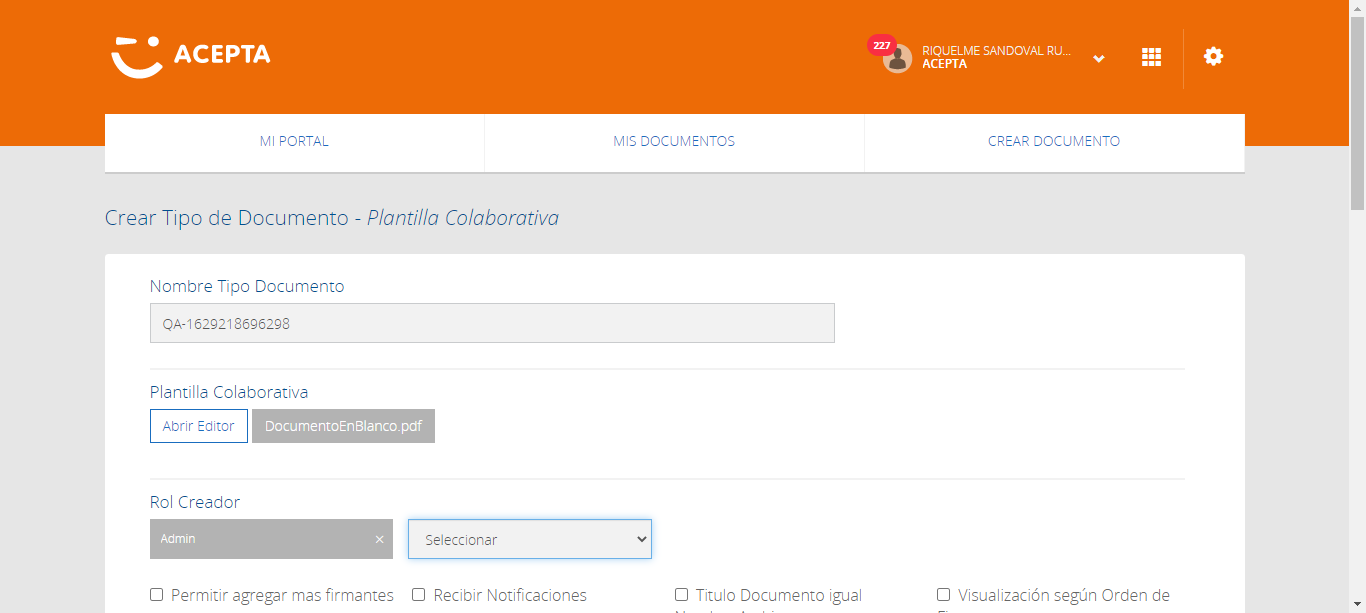 ACEPTA
227
RIQUELME SANDOVAL RU...
ACEPTA
MI PORTAL
MIS DOCUMENTOS
CREAR DOCUMENTO
Crear Tipo de Documento - Plantilla Colaborativa
Nombre Tipo Documento
QA-1629218696298
Plantilla Colaborativa
Abrir Editor
DocumentoEnBlanco.pdf
Rol Creador
Admin ×
Seleccionar
Permitir agregar mas firmantes
Recibir Notificaciones
Titulo Documento igual
Visualización según Orden de